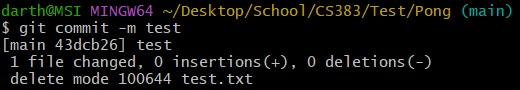 darth@MSI MINGW64 ~/Desktop/School/CS383/Test/Pong (main)
$ git commit -m test
[main 43dcb26] test
 1 file changed, 0 insertions(+), 0 deletions(-)
 delete mode 100644 test.txt